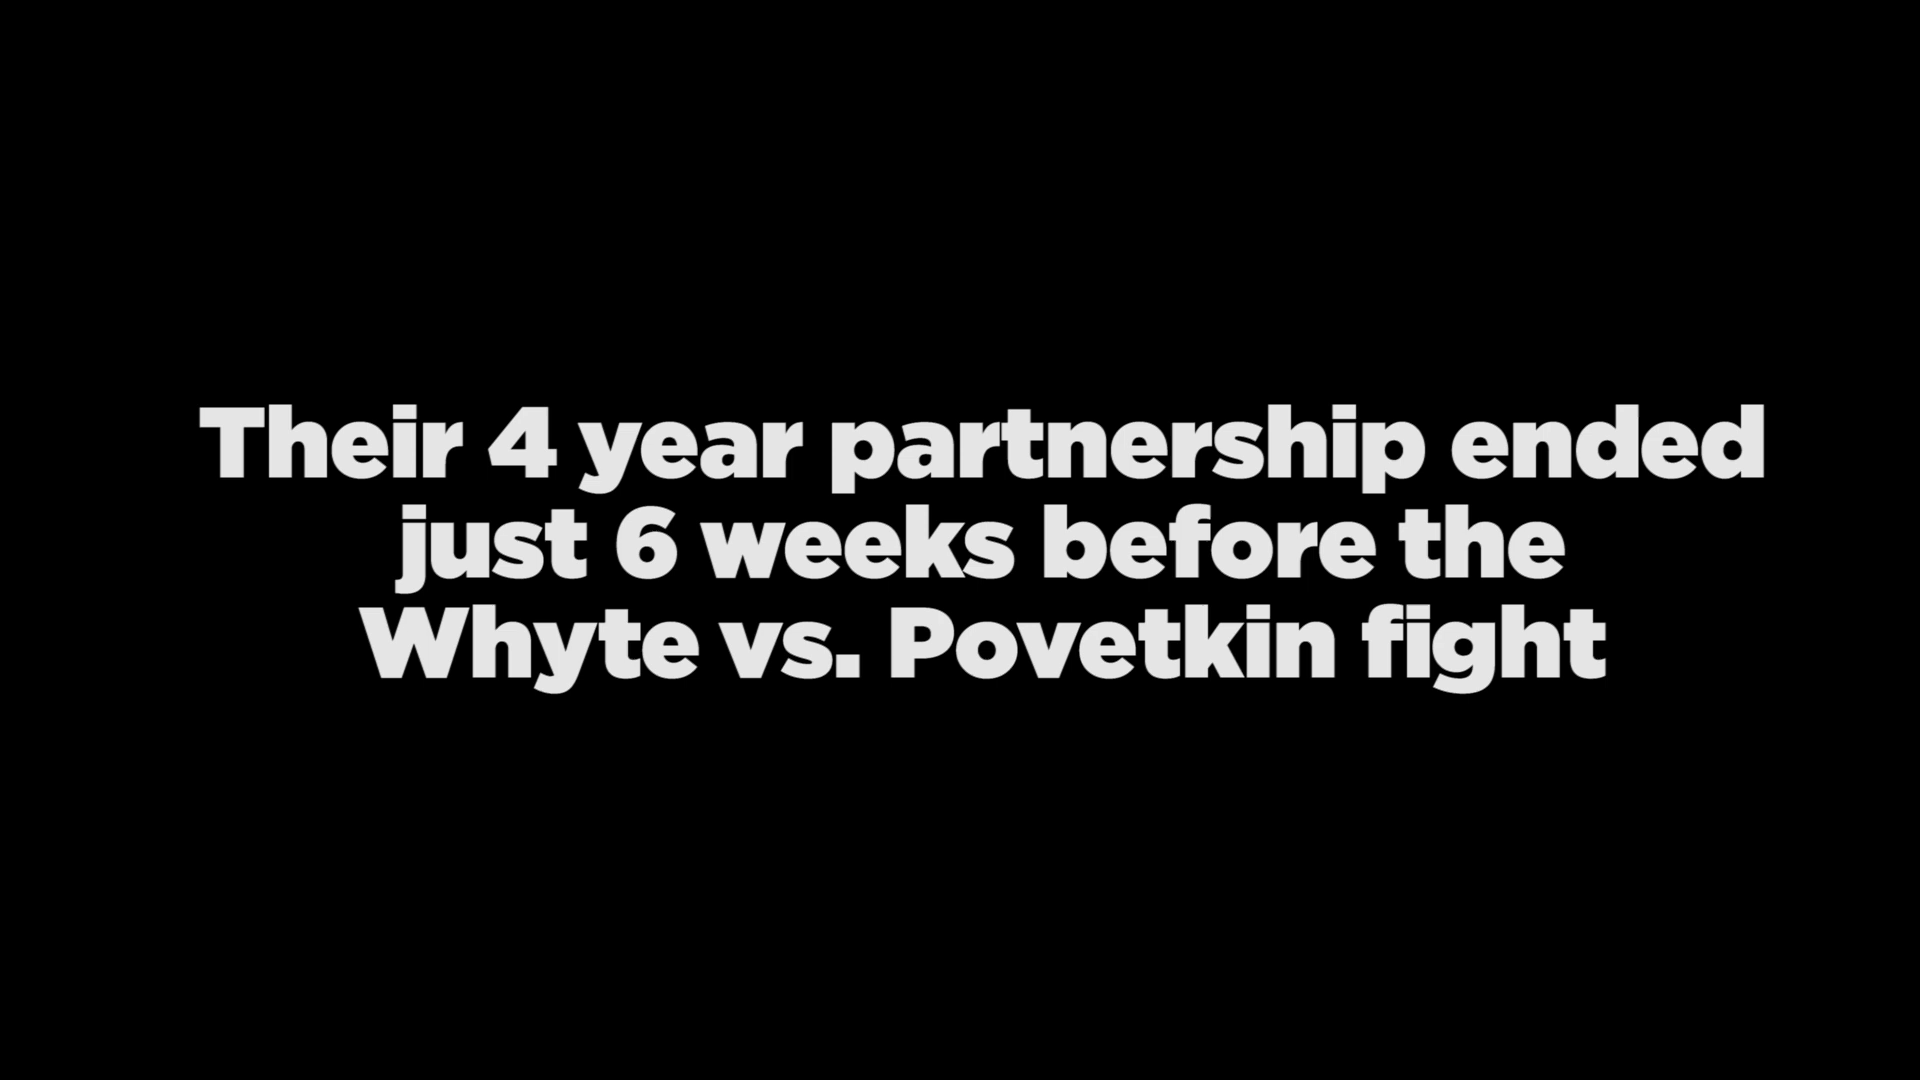 Their 4 year partnership ended
just 6 weeks before the
Whyte vs. Povetkin fight